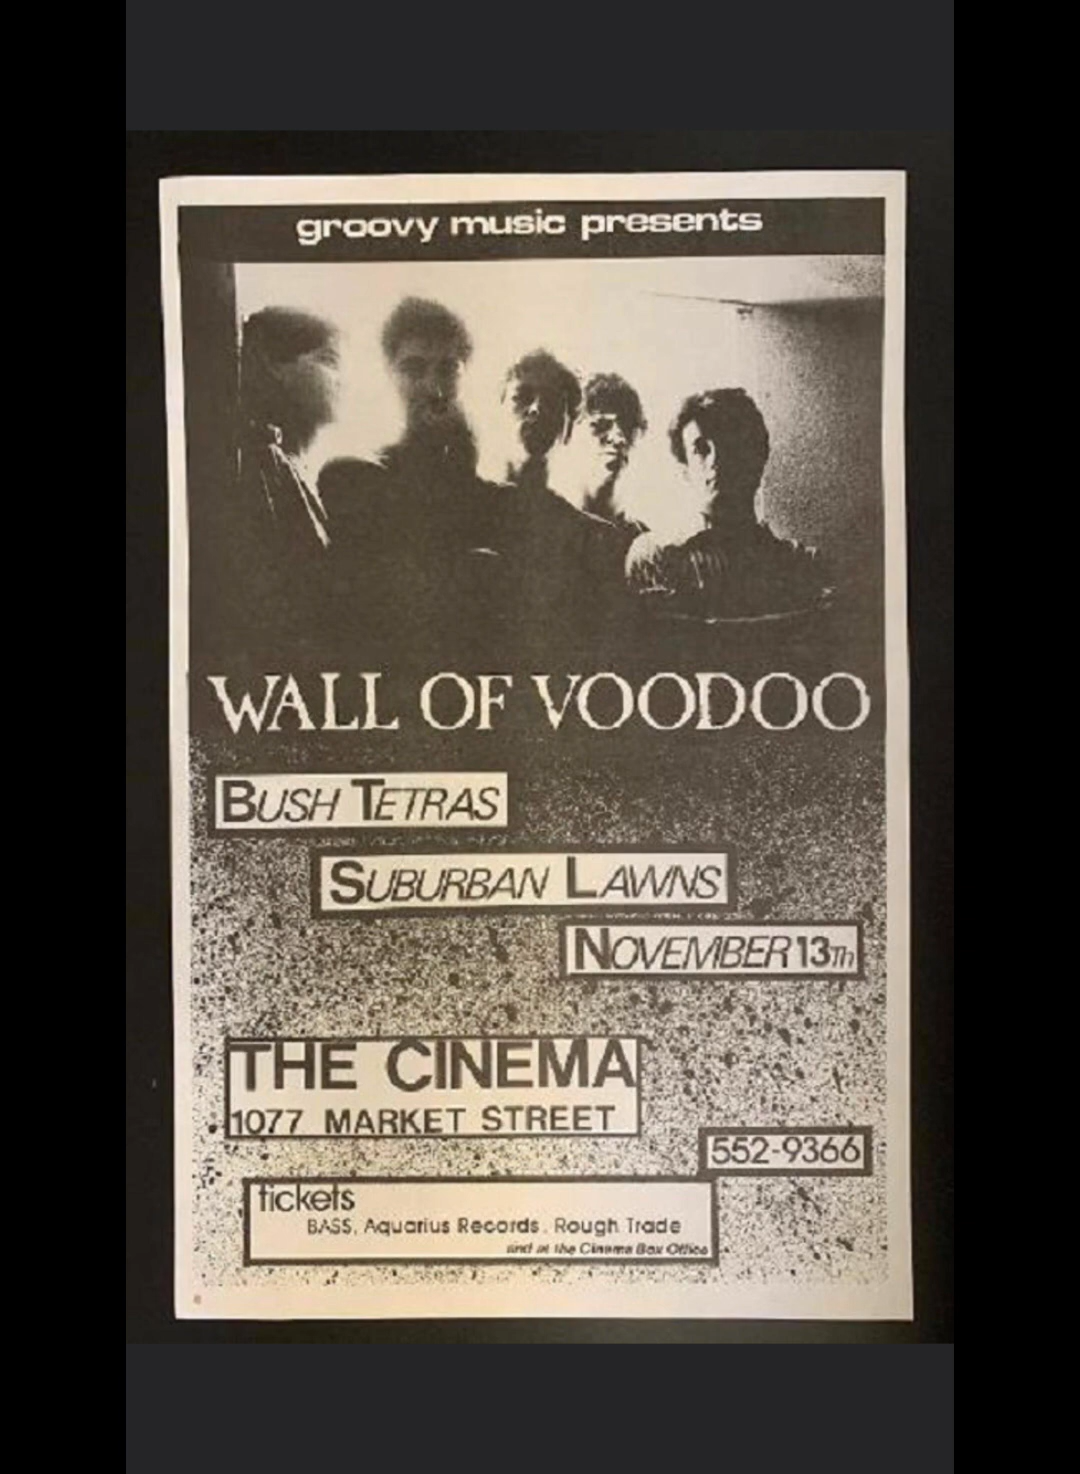 groovy music presents
WALL OF VOODOO
BUSH TETRAS
SUBURBAN LAWNS
NOVEMBER 13Th
THE CINEMA
1077 MARKET STREET
552-9366
tickets
BASS, Aquarius Records, Rough Trade
and at the Cinema Box Office